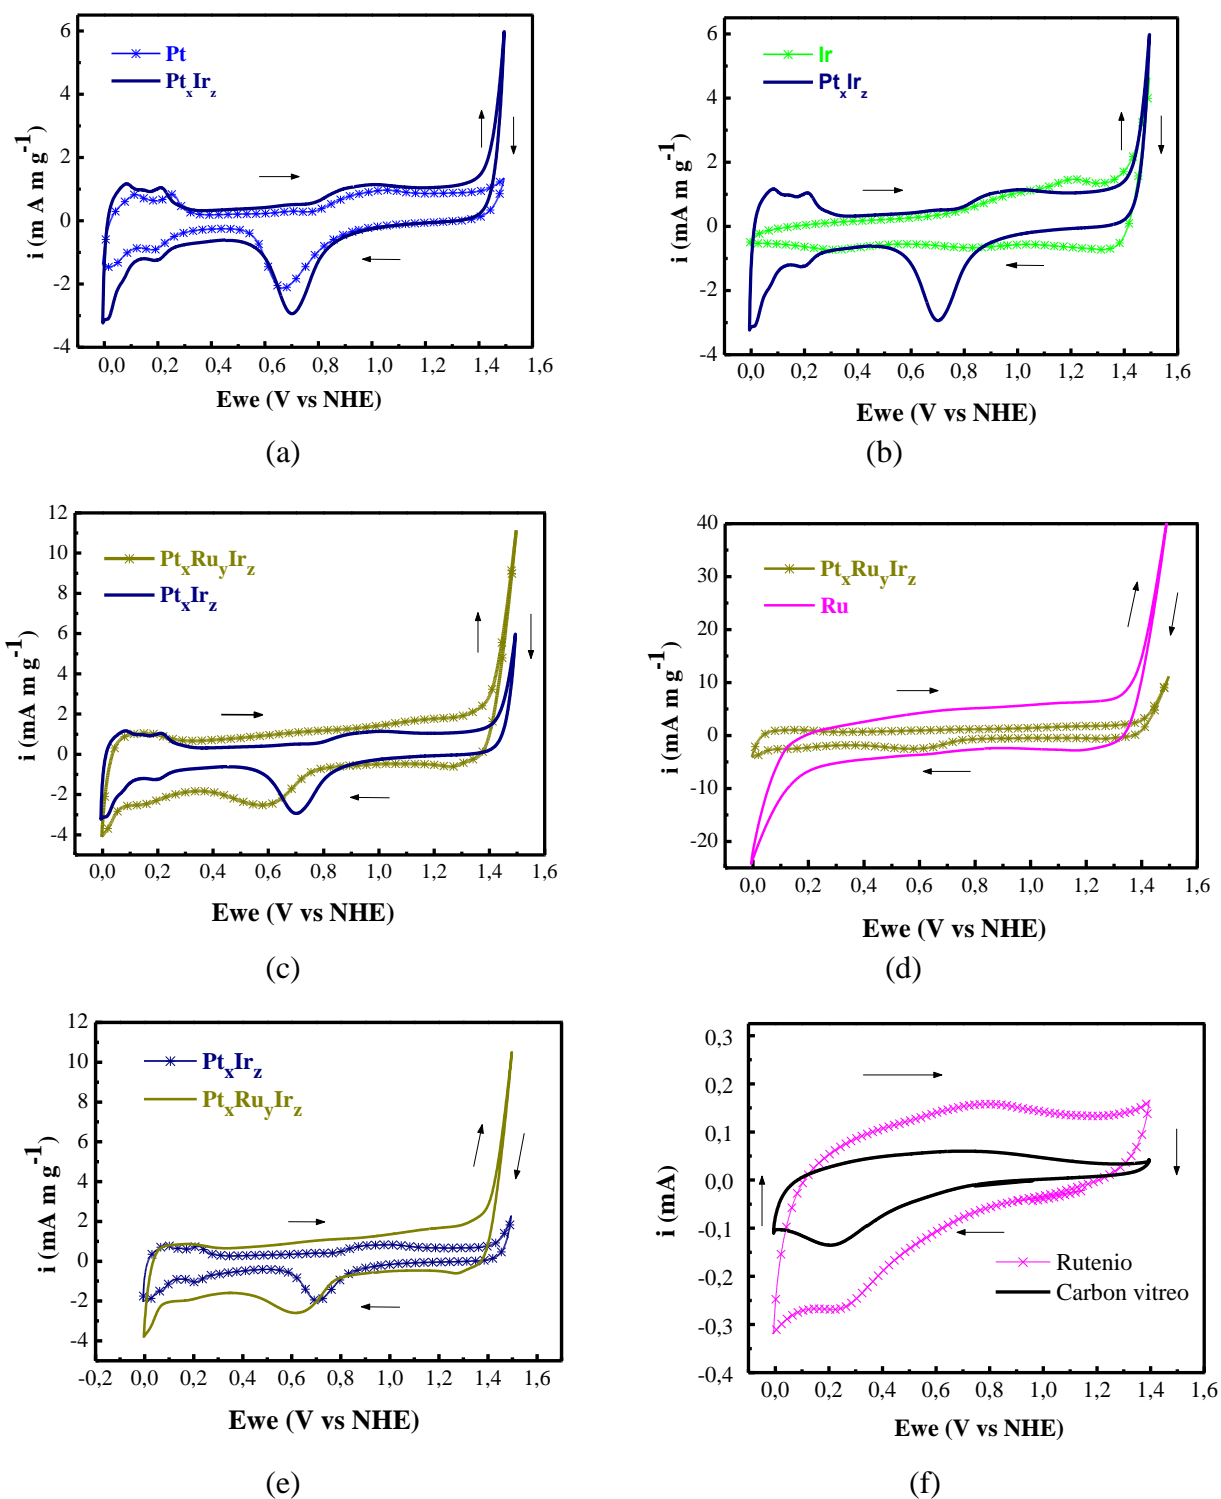 6
4
2
0
-2
-4
i (mA m g-1)
Pt
PtxIrz
0,0 0,2 0,4 0,6 0,8 1,0 1,2 1,4 1,6
Ewe (V vs NHE)
(a)
6
4
2
0
-2
-4
i (mA m g-1)
Ir
PtxIrz
0,0 0,2 0,4 0,6 0,8 1,0 1,2 1,4 1,6
Ewe (V vs NHE)
(b)
12
10
8
6
4
2
0
-2
-4
i (mA m g-1)
PtxRuyIrz
PtxIrz
0,0 0,2 0,4 0,6 0,8 1,0 1,2 1,4 1,6
Ewe (V vs NHE)
(c)
40
30
20
10
0
-10
-20
i (mA m g-1)
PtxRuyIrz
Ru
0,0 0,2 0,4 0,6 0,8 1,0 1,2 1,4 1,6
Ewe (V vs NHE)
(d)
12
10
8
6
4
2
0
-2
-4
i (mA m g-1)
PtxIrz
PtxRuyIrz
-0,2 0,0 0,2 0,4 0,6 0,8 1,0 1,2 1,4 1,6
Ewe (V vs NHE)
(e)
0,3
0,2
0,1
0,0
-0,1
-0,2
-0,3
-0,4
i (mA)
Rutenio
Carbon vitreo
0,0 0,2 0,4 0,6 0,8 1,0 1,2 1,4 1,6
Ewe (V vs NHE)
(f)